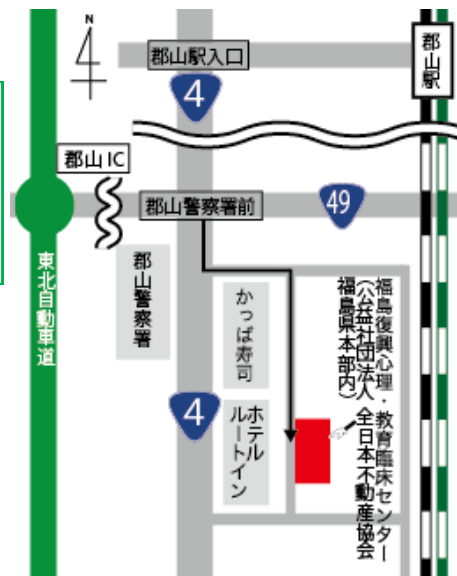 N
郡山駅入口
郡山駅
4
郡山IC
郡山警察署前
49
東北自動車道
郡山警察署
かっぱ寿司
福島復興心理・教育臨床センター
(公益社団法人 全日本不動産協会
福島県本部内)
4
ホテル
ルートイン